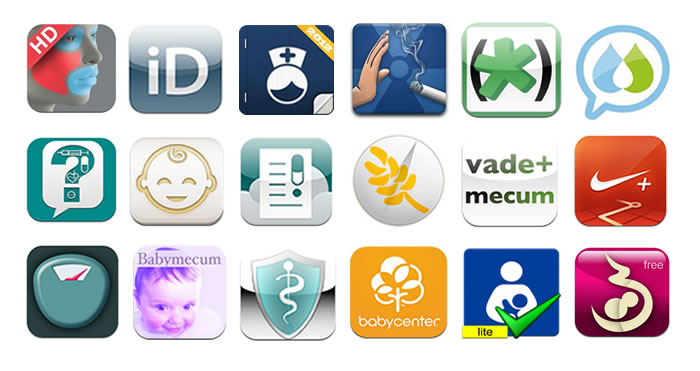 HD
iD
2012
(*)
?
vade+
mecum
+
Babymecum
babycenter
lite
free